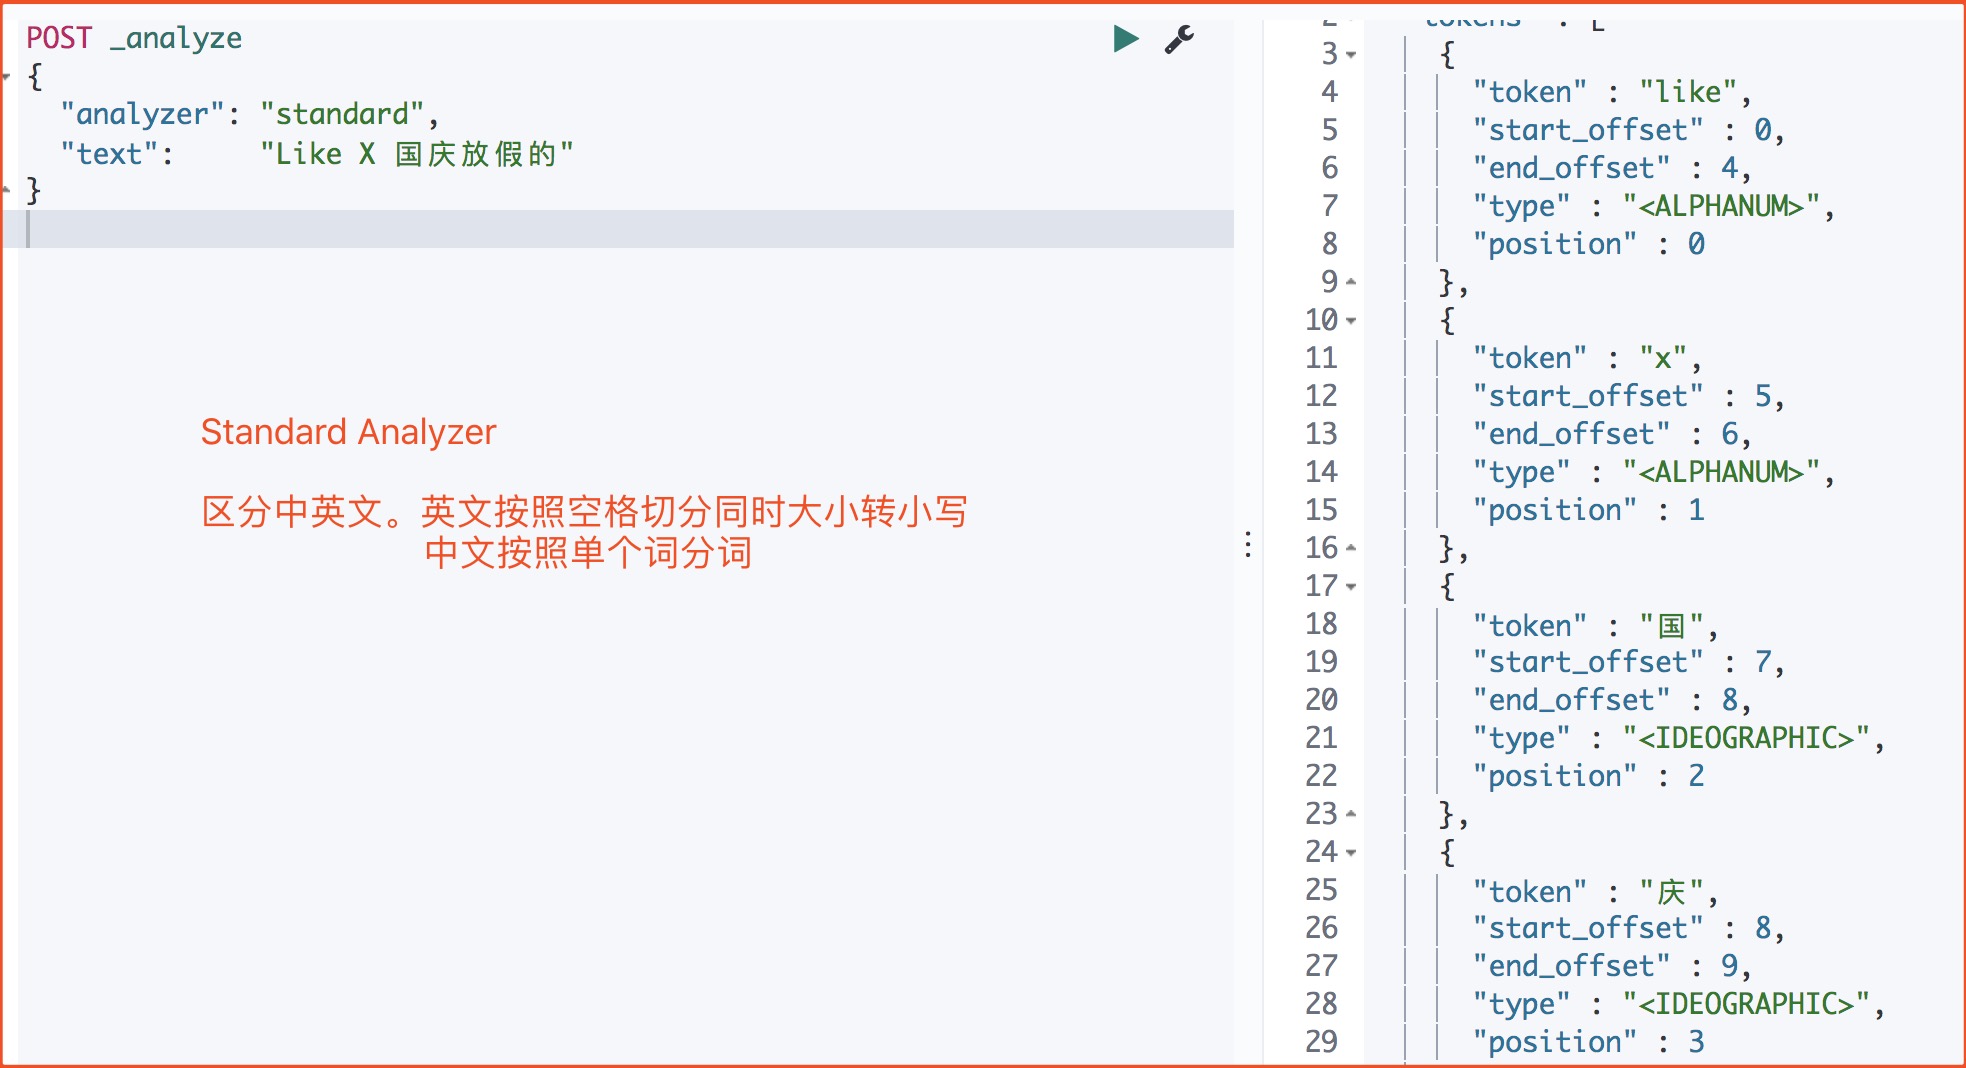 POST _analyze
{
"analyzer": "standard",
"text": "Like X 国庆放假的"
}
Standard Analyzer
区分中英文。英文按照空格切分同时大小转小写
中文按照单个词分词
2 "tokens" : [
3 {
4 "token" : "like",
5 "start_offset" : 0,
6 "end_offset" : 4,
7 "type" : "<ALPHANUM>",
8 "position" : 0
9 },
10 {
11 "token" : "x",
12 "start_offset" : 5,
13 "end_offset" : 6,
14 "type" : "<ALPHANUM>",
15 "position" : 1
16 },
17 {
18 "token" : "国",
19 "start_offset" : 7,
20 "end_offset" : 8,
21 "type" : "<IDEOGRAPHIC>",
22 "position" : 2
23 },
24 {
25 "token" : "庆",
26 "start_offset" : 8,
27 "end_offset" : 9,
28 "type" : "<IDEOGRAPHIC>",
29 "position" : 3